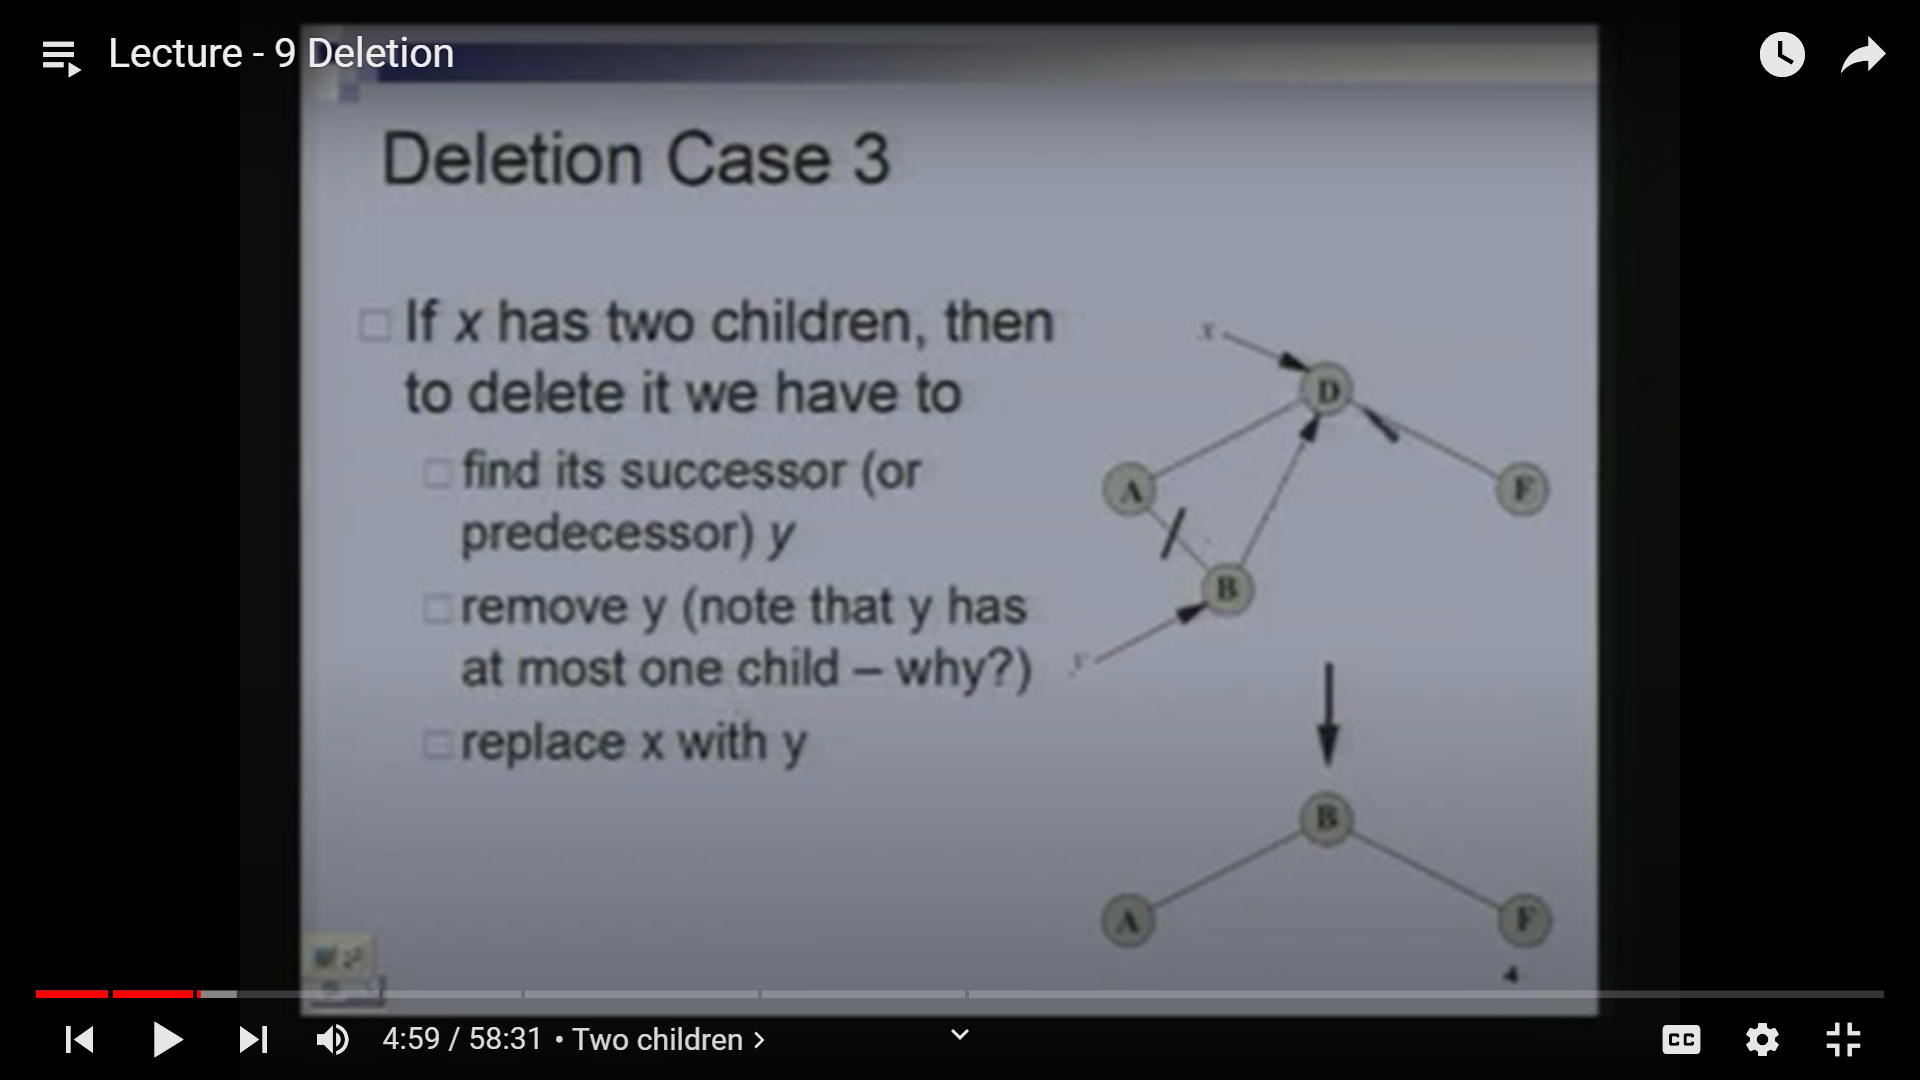 Lecture - 9 Deletion
Deletion Case 3
If x has two children, then
to delete it we have to
find its successor (or
predecessor) y
remove y (note that y has
at most one child – why?)
replace x with y
x
D
A
F
B
y
B
A
F
4
4:59 / 58:31 • Two children >
CC